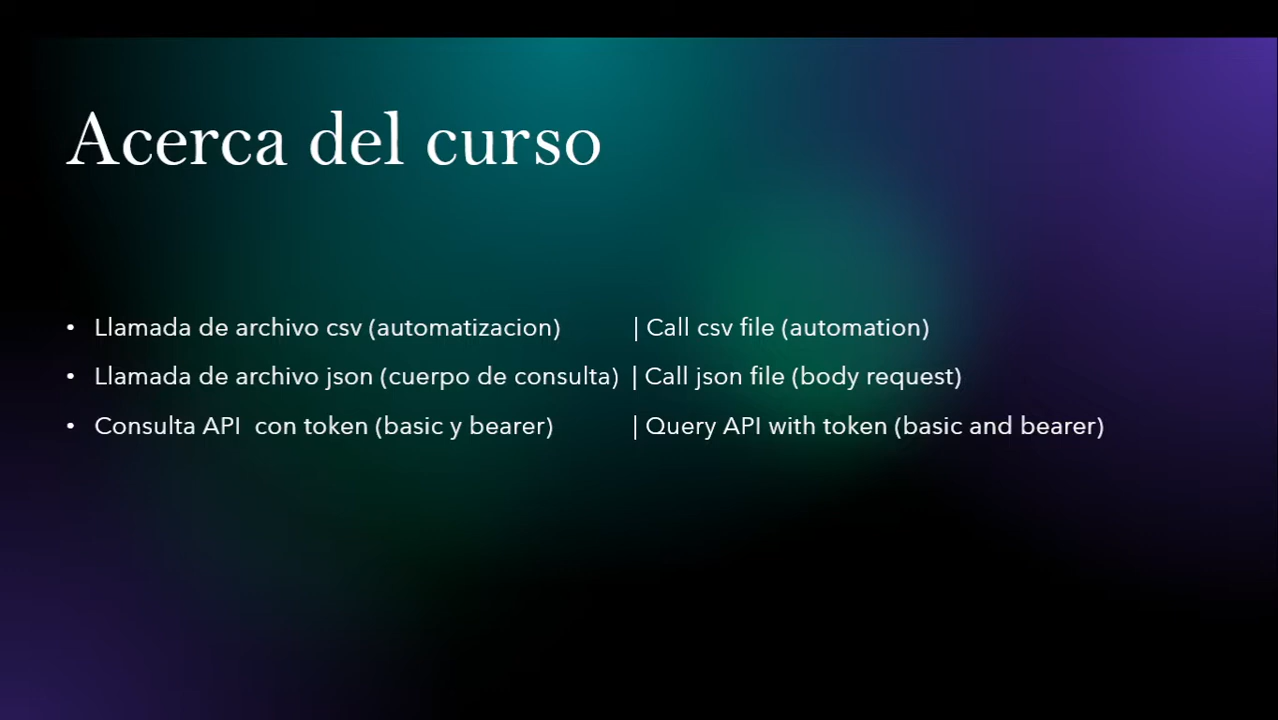 Acerca del curso
• Llamada de archivo csv (automatizacion) | Call csv file (automation)
• Llamada de archivo json (cuerpo de consulta) | Call json file (body request)
• Consulta API con token (basic y bearer) | Query API with token (basic and bearer)